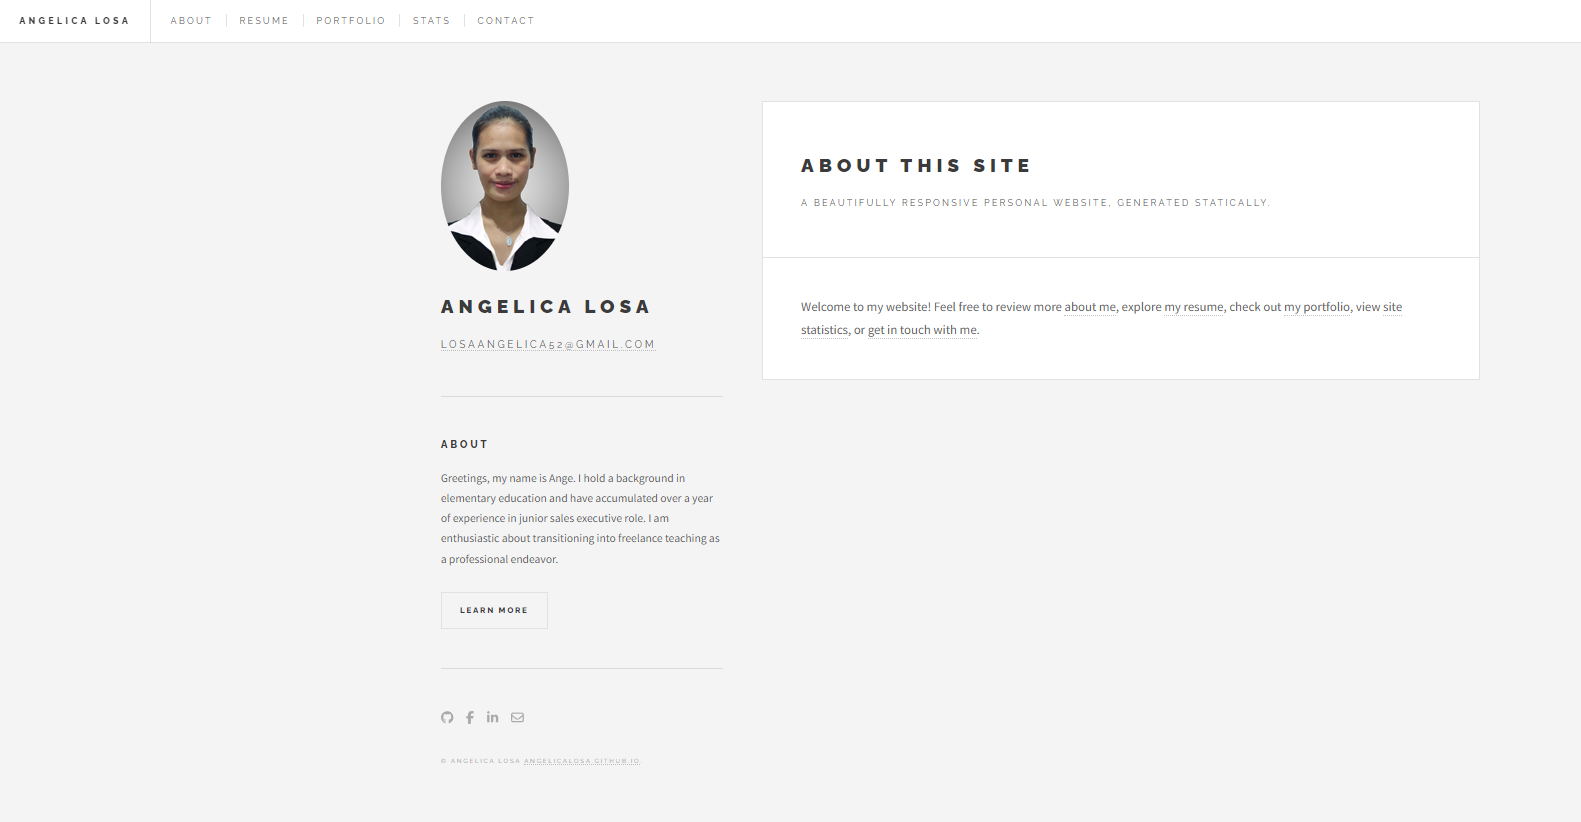 ANGELICA LOSA
ABOUT
RESUME
PORTFOLIO
STATS
CONTACT
ANGELICA LOSA
LOSAANGELICA52@GMAIL.COM
ABOUT
Greetings, my name is Ange. I hold a background in
elementary education and have accumulated over a year
of experience in junior sales executive role. I am
enthusiastic about transitioning into freelance teaching as
a professional endeavor.
LEARN MORE
© ANGELICA LOSA ANGELICALOSA.GITHUB.IO.
ABOUT THIS SITE
A BEAUTIFULLY RESPONSIVE PERSONAL WEBSITE, GENERATED STATICALLY.
Welcome to my website! Feel free to review more about me, explore my resume, check out my portfolio, view site
statistics, or get in touch with me.